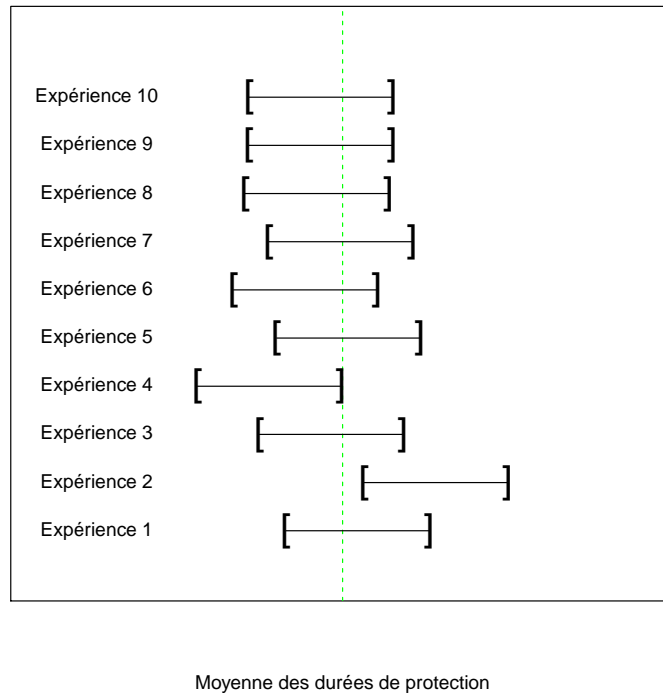 Expérience 10
Expérience 9
Expérience 8
Expérience 7
Expérience 6
Expérience 5
Expérience 4
Expérience 3
Expérience 2
Expérience 1
Moyenne des durées de protection